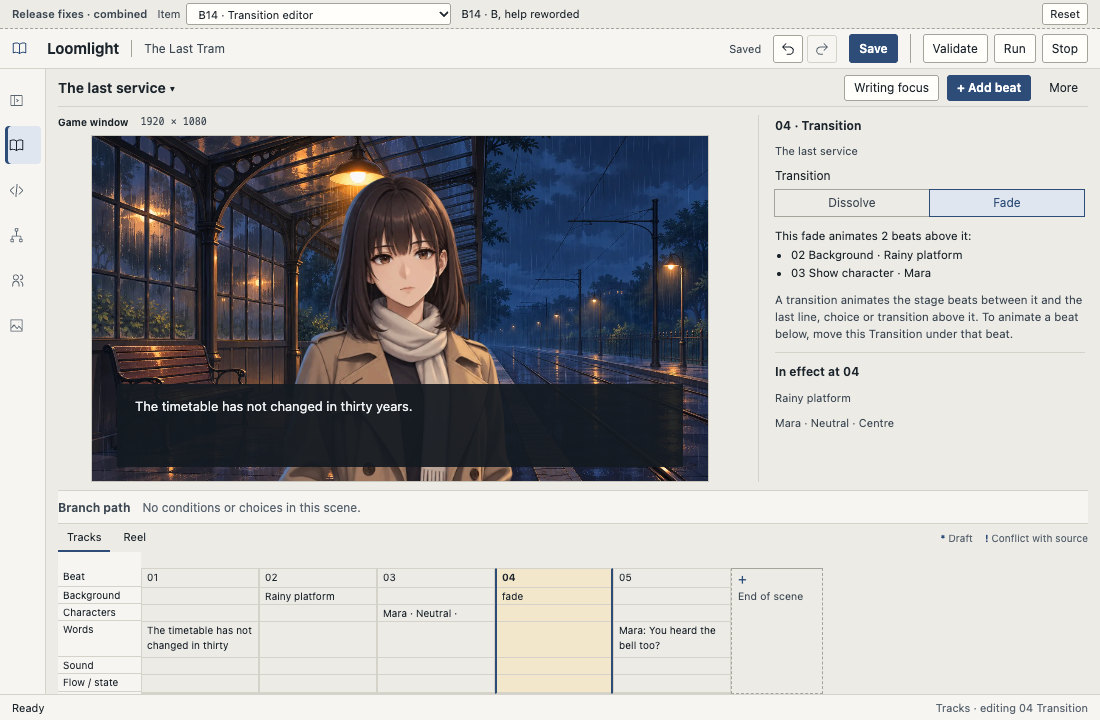 Release fixes · combined Item B14 · Transition editor B14 · B, help reworded Reset
Loomlight The Last Tram Saved Save Validate Run Stop
The last service ▾ Writing focus + Add beat More
Game window 1920 × 1080
The timetable has not changed in thirty years.
04 · Transition
The last service
Transition
Dissolve Fade
This fade animates 2 beats above it:
• 02 Background · Rainy platform
• 03 Show character · Mara
A transition animates the stage beats between it and the
last line, choice or transition above it. To animate a beat
below, move this Transition under that beat.
In effect at 04
Rainy platform
Mara · Neutral · Centre
Branch path No conditions or choices in this scene.
Tracks Reel * Draft ! Conflict with source
Beat 01 02 03 04 05 +
Background Rainy platform fade End of scene
Characters Mara · Neutral ·
Words The timetable has not Mara: You heard the
changed in thirty bell too?
Sound
Flow / state
Ready Tracks · editing 04 Transition